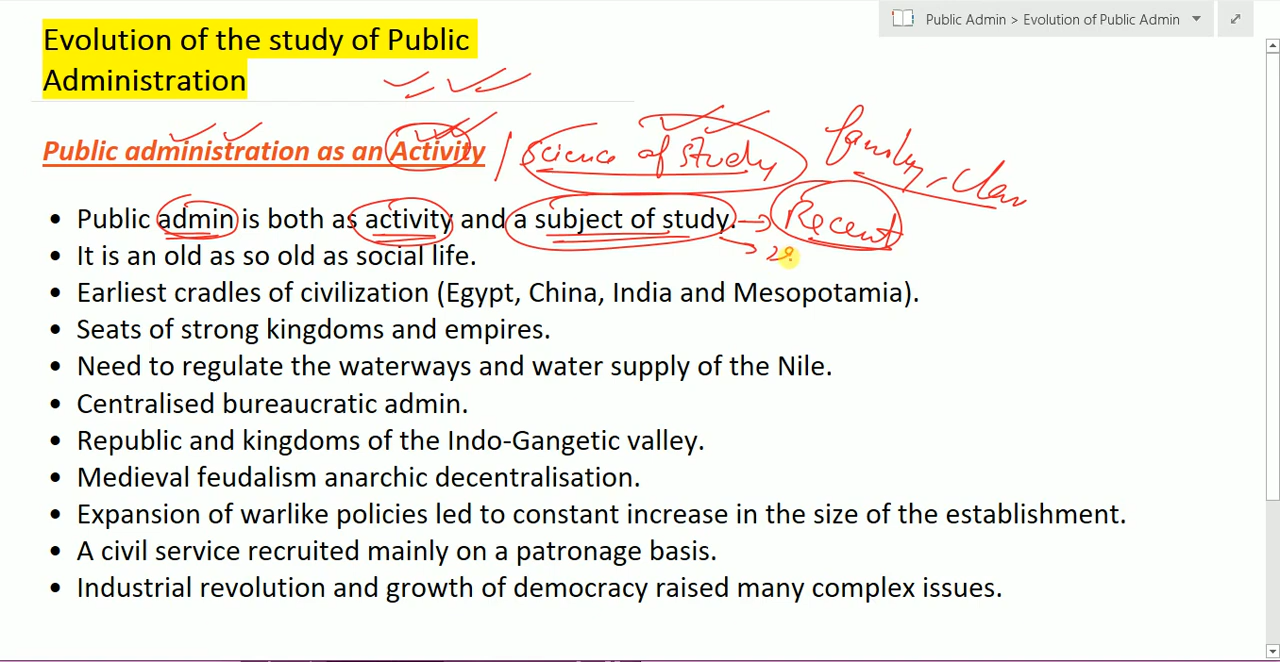 Public Admin > Evolution of Public Admin
Evolution of the study of Public
Administration
Public administration as an Activity / Science of study
family - clan
• Public admin is both as activity and a subject of study. → Recent
• It is an old as so old as social life.
• Earliest cradles of civilization (Egypt, China, India and Mesopotamia).
• Seats of strong kingdoms and empires.
• Need to regulate the waterways and water supply of the Nile.
• Centralised bureaucratic admin.
• Republic and kingdoms of the Indo-Gangetic valley.
• Medieval feudalism anarchic decentralisation.
• Expansion of warlike policies led to constant increase in the size of the establishment.
• A civil service recruited mainly on a patronage basis.
• Industrial revolution and growth of democracy raised many complex issues.